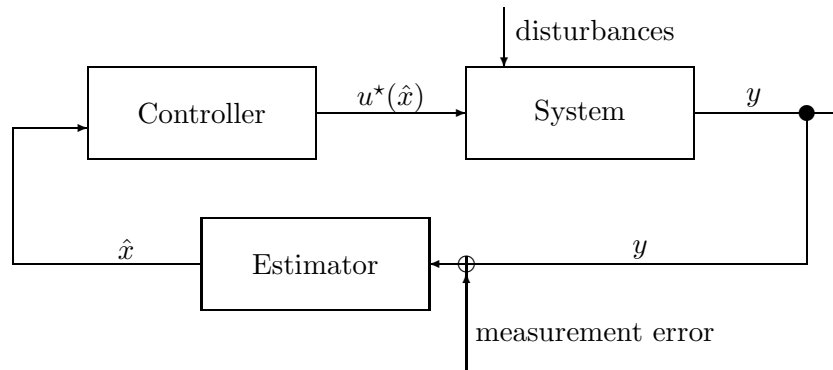 disturbances
Controller
u⋆(x̂)
System
y
x̂
Estimator
y
measurement error